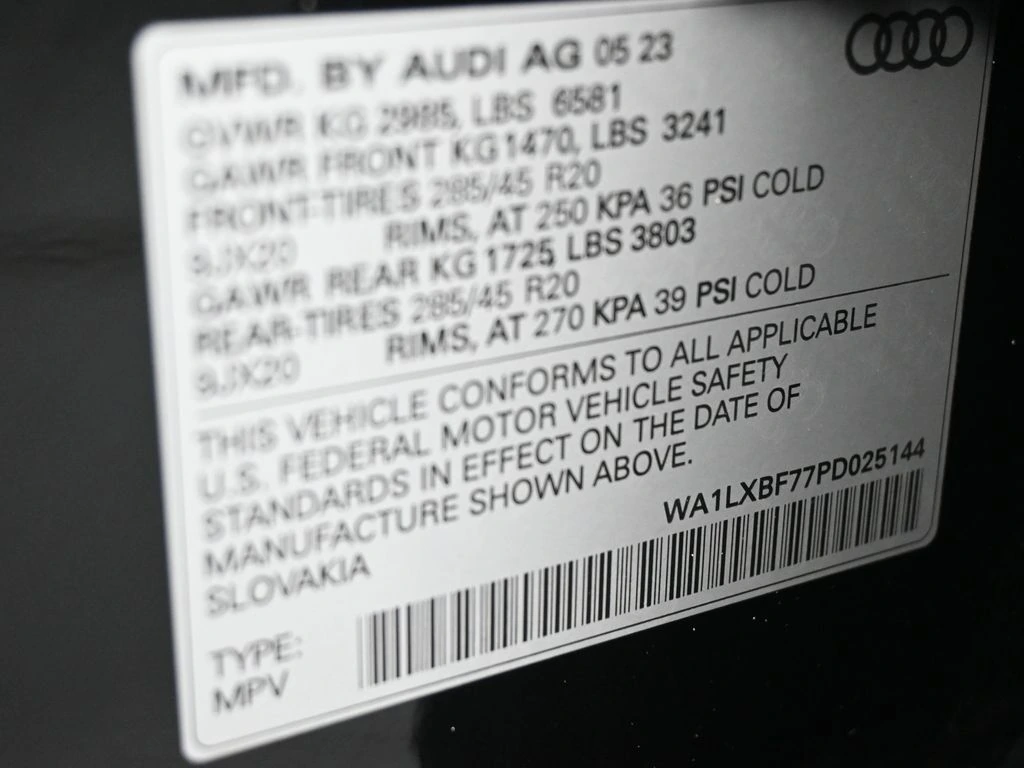 MFD. BY AUDI AG 05 23
GVWR KG 2985, LBS 6581
GAWR FRONT KG1470, LBS 3241
FRONT-TIRES 285/45 R20
9JX20 RIMS, AT 250 KPA 36 PSI COLD
GAWR REAR KG 1725 LBS 3803
REAR-TIRES 285/45 R20
9JX20 RIMS, AT 270 KPA 39 PSI COLD
THIS VEHICLE CONFORMS TO ALL APPLICABLE
U.S. FEDERAL MOTOR VEHICLE SAFETY
STANDARDS IN EFFECT ON THE DATE OF
MANUFACTURE SHOWN ABOVE.
SLOVAKIA
WA1LXBF77PD025144
TYPE:
MPV